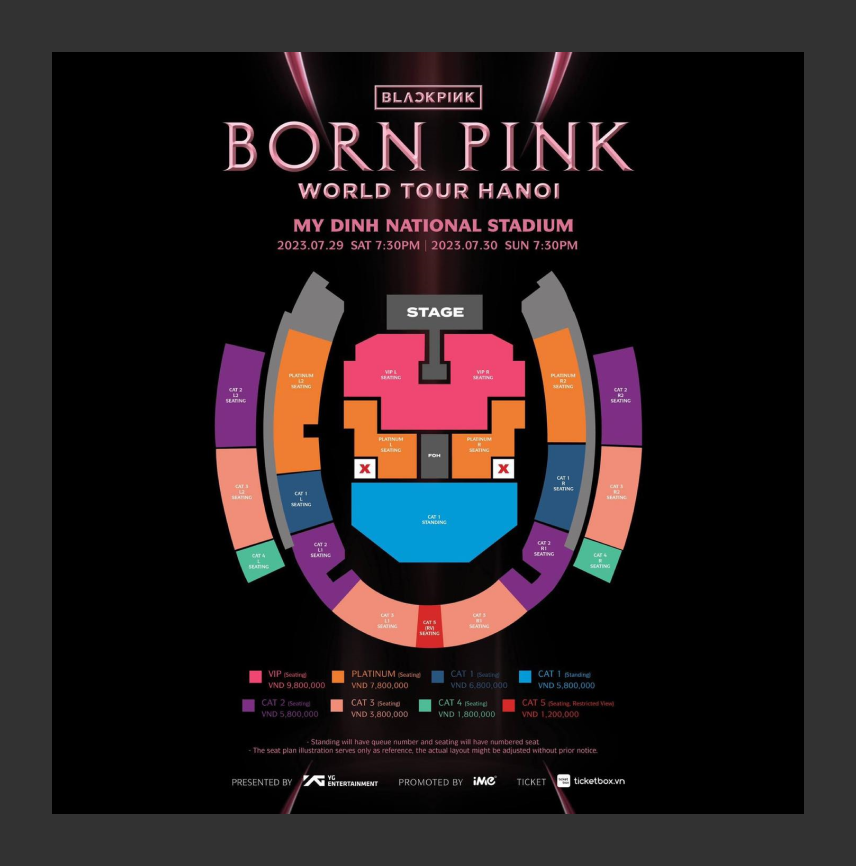 BLACKPINK
BORN PINK
WORLD TOUR HANOI
MY DINH NATIONAL STADIUM
2023.07.29 SAT 7:30PM | 2023.07.30 SUN 7:30PM
STAGE
VIP L
SEATING
VIP R
SEATING
PLATINUM
L2
SEATING
PLATINUM
R2
SEATING
CAT 2
L2
SEATING
CAT 2
R2
SEATING
PLATINUM
L
SEATING
FOH
PLATINUM
R
SEATING
X
X
CAT 3
L2
SEATING
CAT 1
L
SEATING
CAT 1
R
SEATING
CAT 3
R2
SEATING
CAT 1
STANDING
CAT 4
L
SEATING
CAT 2
L1
SEATING
CAT 2
R1
SEATING
CAT 4
R
SEATING
CAT 3
L1
SEATING
CAT 5
(RV)
SEATING
CAT 3
R1
SEATING
VIP (Seating) PLATINUM (Seating) CAT 1 (Seating) CAT 1 (Standing)
VND 9,800,000 VND 7,800,000 VND 6,800,000 VND 5,800,000
CAT 2 (Seating) CAT 3 (Seating) CAT 4 (Seating) CAT 5 (Seating, Restricted View)
VND 5,800,000 VND 3,800,000 VND 1,800,000 VND 1,200,000
- Standing will have queue number and seating will have numbered seat.
- The seat plan illustration serves only as reference, the actual layout might be adjusted without prior notice.
PRESENTED BY YG ENTERTAINMENT PROMOTED BY iMe TICKET ticket box ticketbox.vn